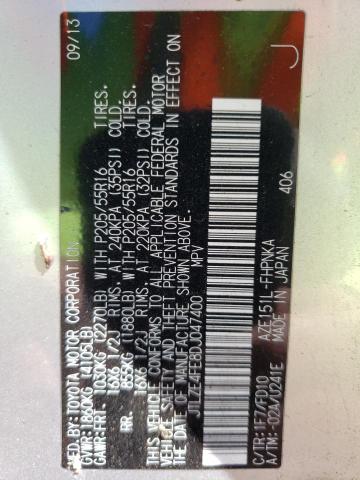 MFD.BY:TOYOTA MOTOR CORPORATION 09/13
GVWR:1860KG(4105LB)
GAWR:FRT. 1030KG(2270LB) WITH P205/55R16 TIRES.
16X6 1/2J RIMS. AT 240KPA (35PSI) COLD.
RR. 855KG (1880LB) WITH P205/55R16 TIRES.
16X6 1/2J RIMS. AT 220KPA (32PSI) COLD.
THIS VEHICLE CONFORMS TO ALL APPLICABLE FEDERAL MOTOR
VEHICLE SAFETY AND THEFT PREVENTION STANDARDS IN EFFECT ON
THE DATE OF MANUFACTURE SHOWN ABOVE.
JTLZE4FE8DJ047400 MPV J
C/TR:1F7/FD10 AZE151L-FHPNKA
A/TM:-02A/U241E MADE IN JAPAN 406